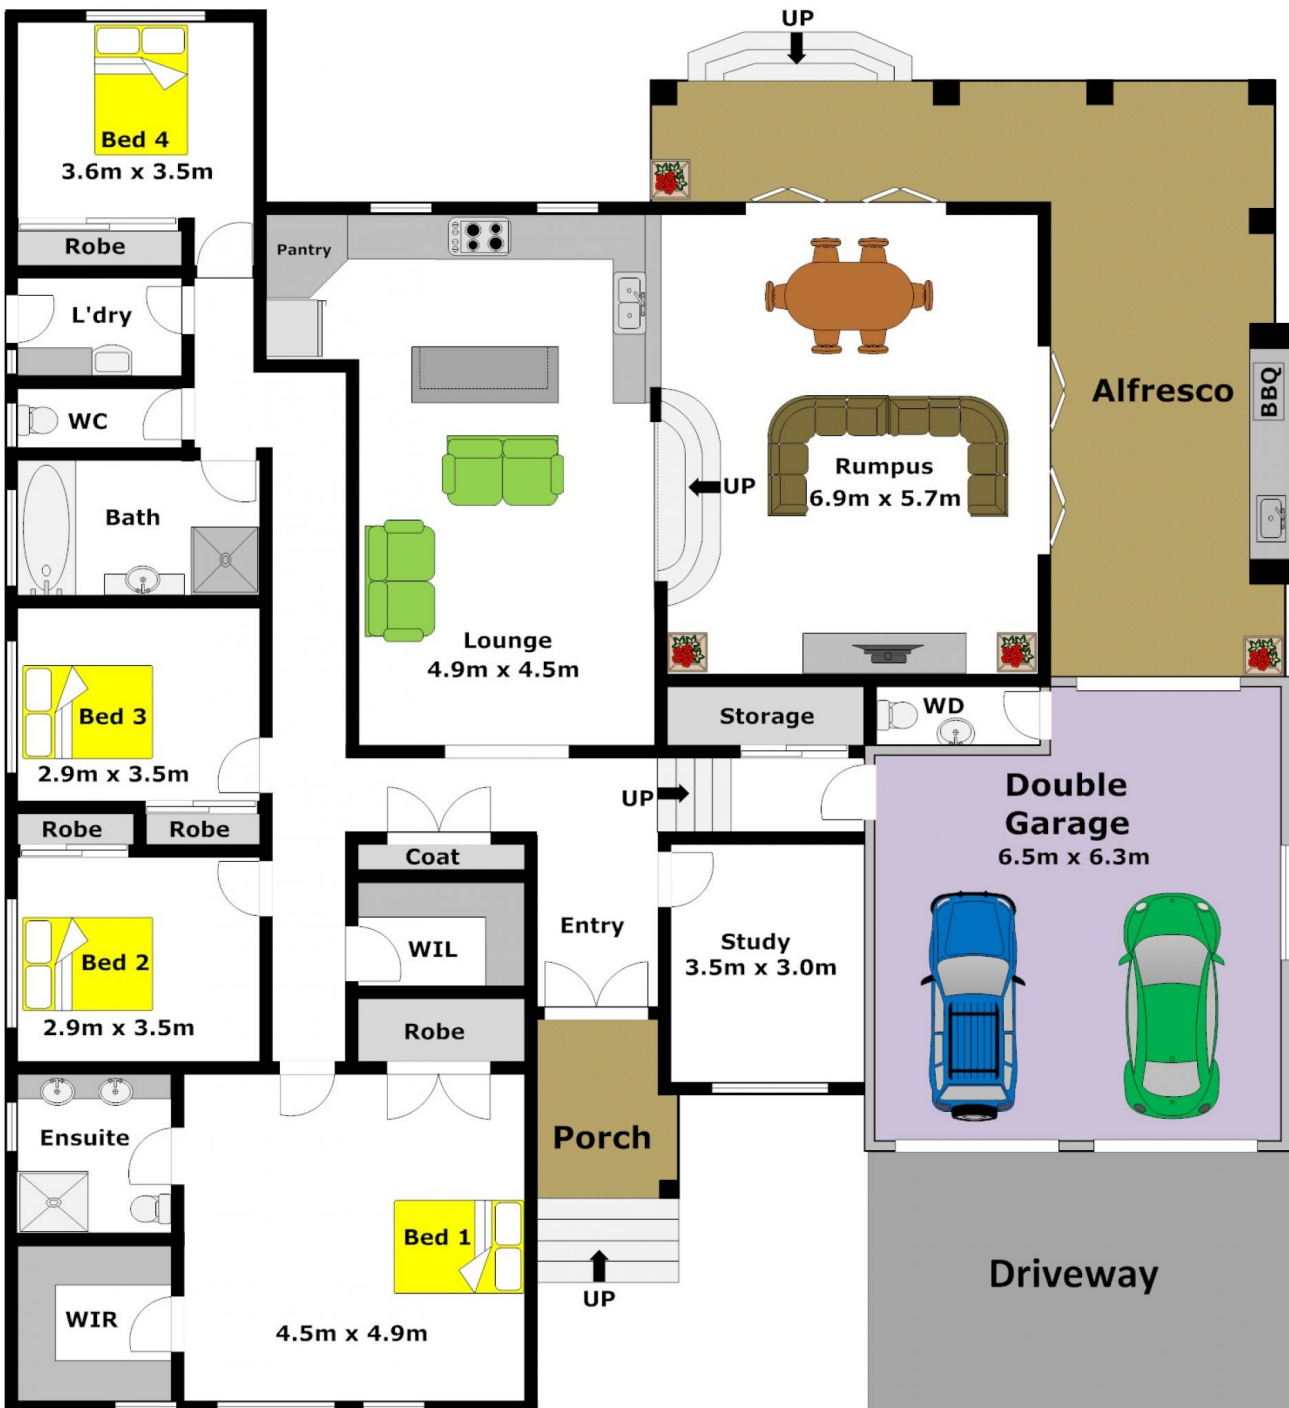 UP
Bed 4
3.6m x 3.5m
Robe
Pantry
L'dry
WC
Bath
Alfresco
BBQ
Rumpus
6.9m x 5.7m
UP
Lounge
4.9m x 4.5m
Bed 3
2.9m x 3.5m
Robe
Robe
Storage
WD
UP
Double
Garage
6.5m x 6.3m
Coat
WIL
Entry
Study
3.5m x 3.0m
Bed 2
2.9m x 3.5m
Robe
Ensuite
Porch
Bed 1
4.5m x 4.9m
WIR
UP
Driveway